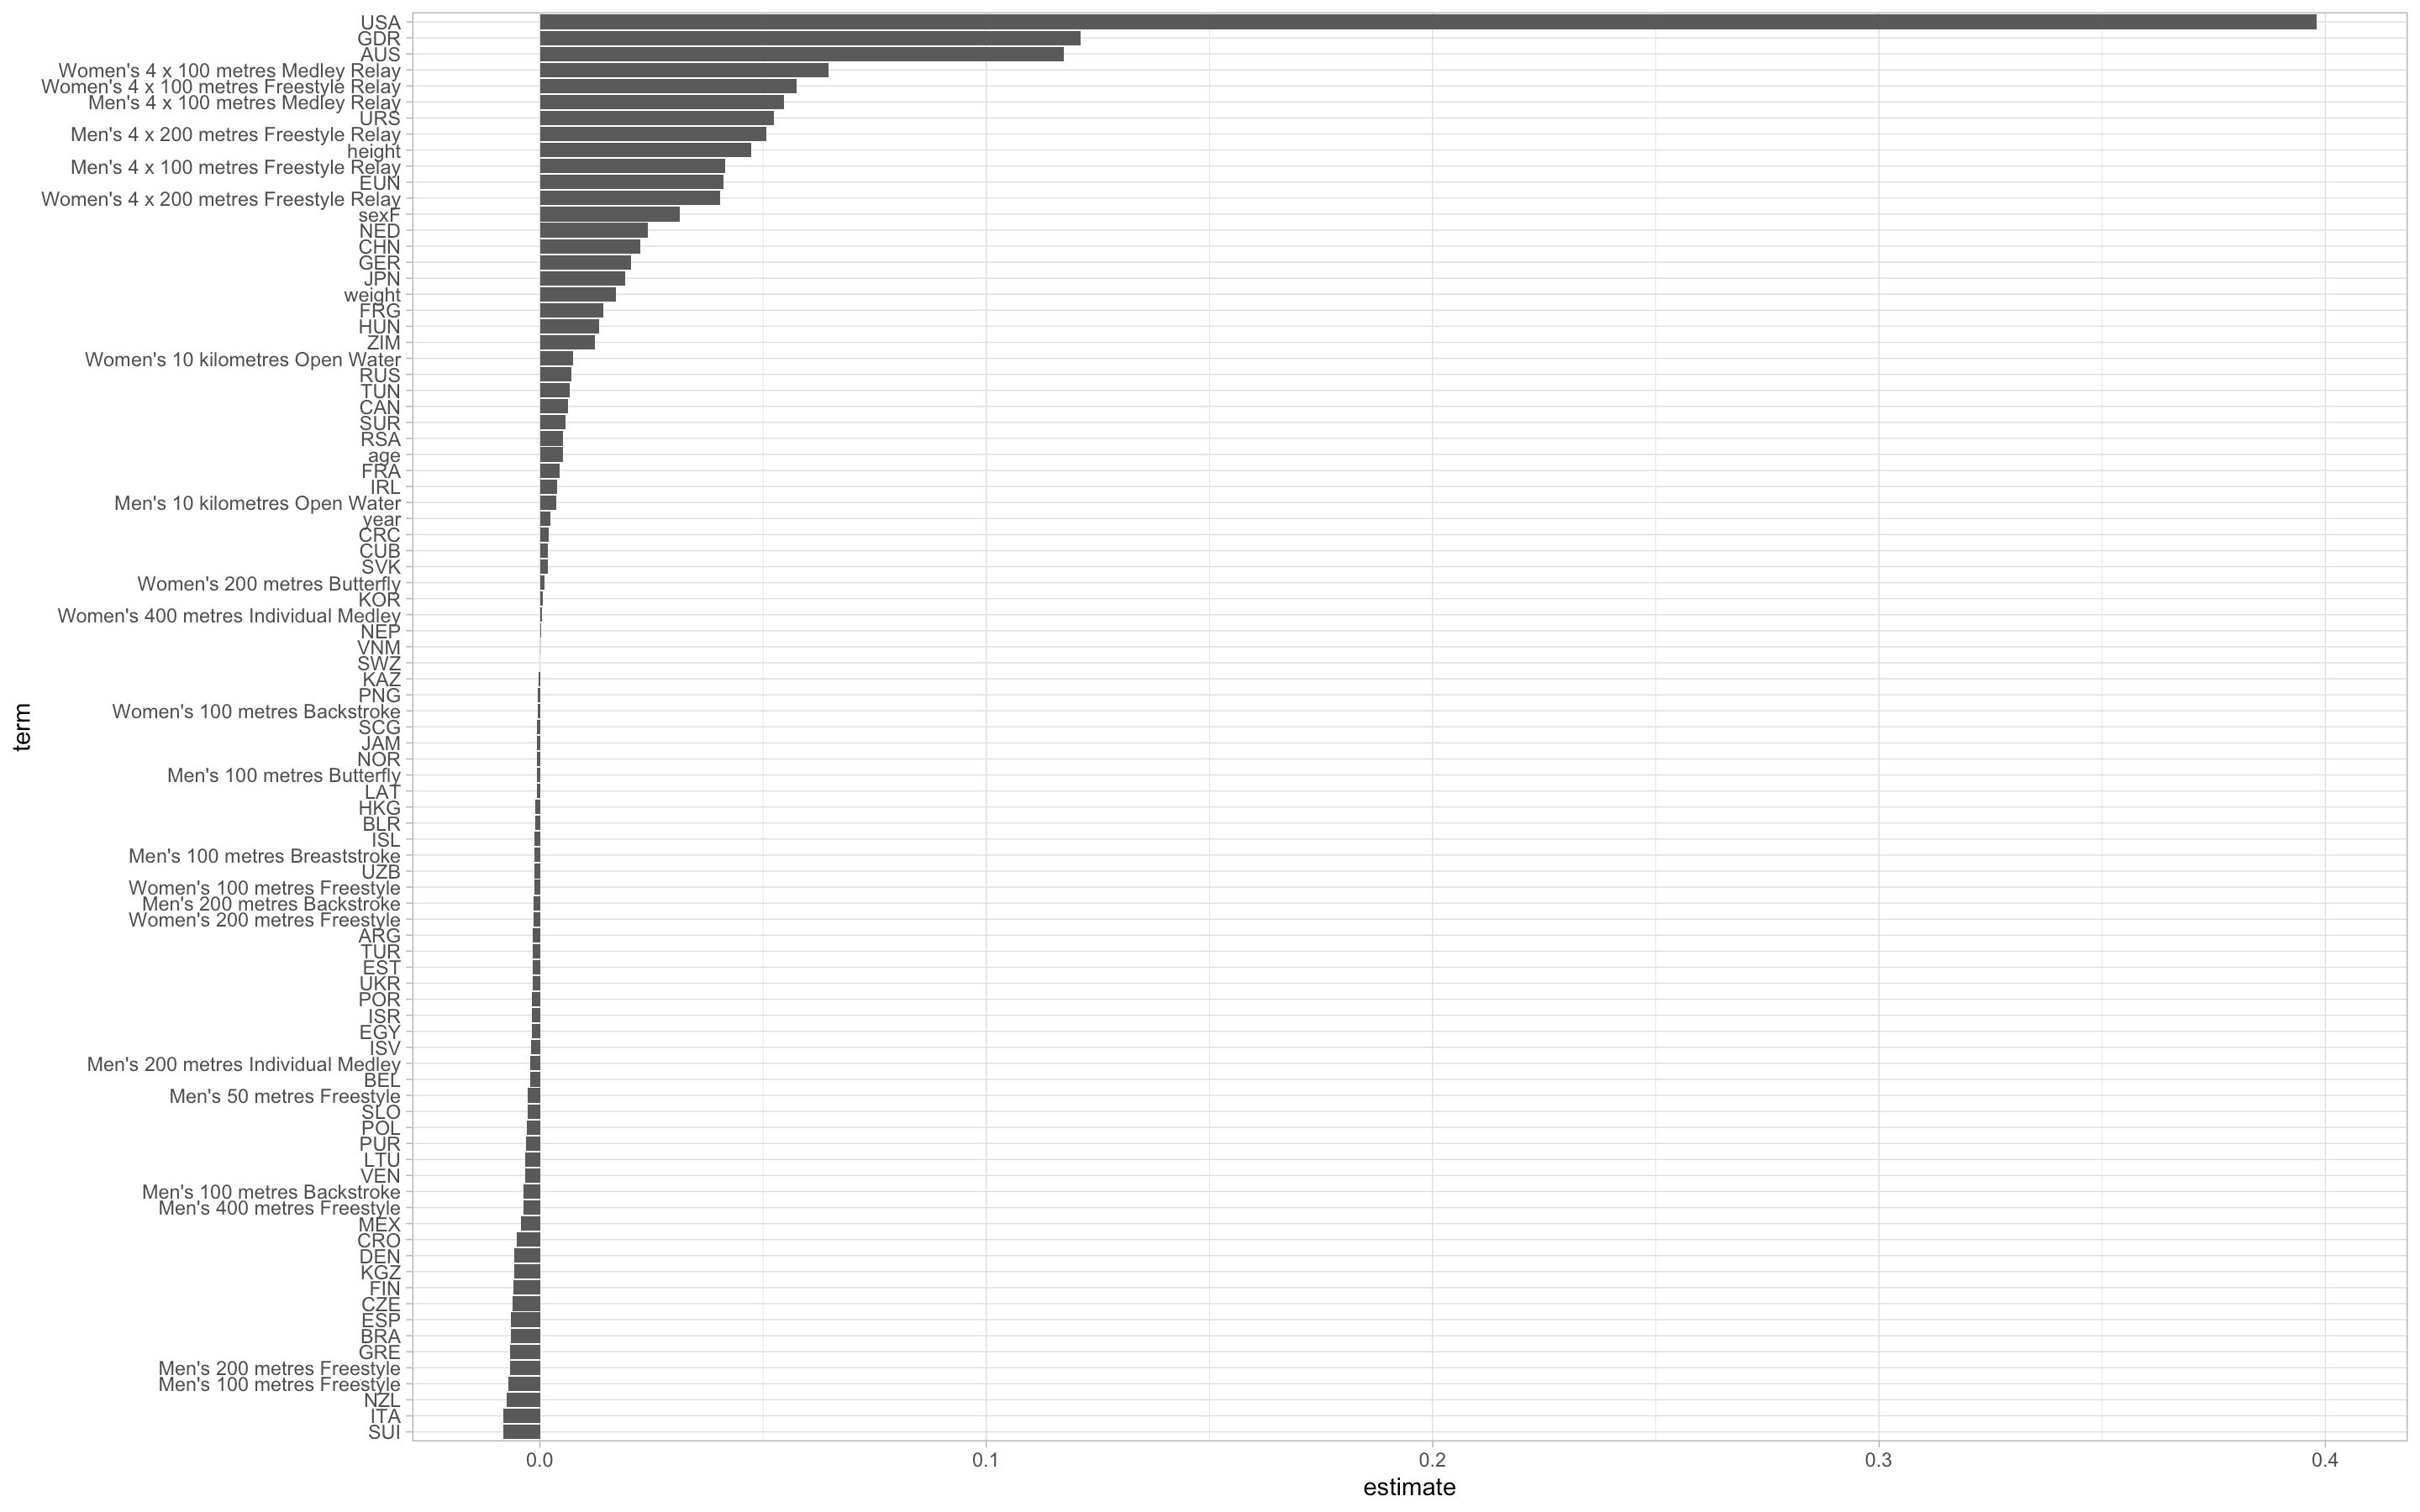 USA
GDR
AUS
Women's 4 x 100 metres Medley Relay
Women's 4 x 100 metres Freestyle Relay
Men's 4 x 100 metres Medley Relay
URS
Men's 4 x 200 metres Freestyle Relay
height
Men's 4 x 100 metres Freestyle Relay
EUN
Women's 4 x 200 metres Freestyle Relay
sexF
NED
CHN
GER
JPN
weight
FRG
HUN
ZIM
Women's 10 kilometres Open Water
RUS
TUN
CAN
SUR
RSA
age
FRA
IRL
Men's 10 kilometres Open Water
year
CRC
CUB
SVK
Women's 200 metres Butterfly
KOR
Women's 400 metres Individual Medley
NEP
VNM
SWZ
KAZ
PNG
Women's 100 metres Backstroke
SCG
JAM
NOR
Men's 100 metres Butterfly
LAT
HKG
BLR
ISL
Men's 100 metres Breaststroke
UZB
Women's 100 metres Freestyle
Men's 200 metres Backstroke
Women's 200 metres Freestyle
ARG
TUR
EST
UKR
POR
ISR
EGY
ISV
Men's 200 metres Individual Medley
BEL
Men's 50 metres Freestyle
SLO
POL
PUR
LTU
VEN
Men's 100 metres Backstroke
Men's 400 metres Freestyle
MEX
CRO
DEN
KGZ
FIN
CZE
ESP
BRA
GRE
Men's 200 metres Freestyle
Men's 100 metres Freestyle
NZL
ITA
SUI
term
0.0
0.1
0.2
0.3
0.4
estimate